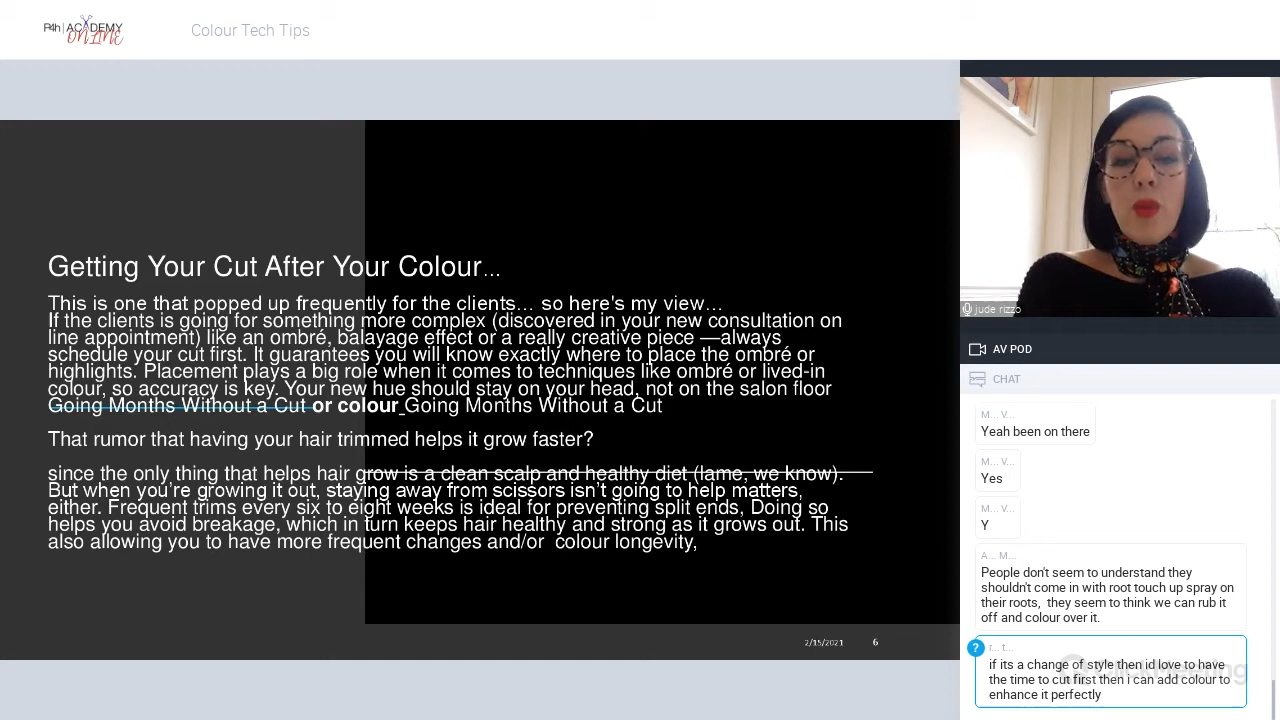 P4h | ACADEMY
ONLINE
Colour Tech Tips
Getting Your Cut After Your Colour...
This is one that popped up frequently for the clients... so here's my view...
If the clients is going for something more complex (discovered in your new consultation on
line appointment) like an ombré, balayage effect or a really creative piece —always
schedule your cut first. It guarantees you will know exactly where to place the ombré or
highlights. Placement plays a big role when it comes to techniques like ombré or lived-in
colour, so accuracy is key. Your new hue should stay on your head, not on the salon floor
Going Months Without a Cut or colour Going Months Without a Cut
That rumor that having your hair trimmed helps it grow faster?
since the only thing that helps hair grow is a clean scalp and healthy diet (lame, we know).
But when you're growing it out, staying away from scissors isn't going to help matters,
either. Frequent trims every six to eight weeks is ideal for preventing split ends, Doing so
helps you avoid breakage, which in turn keeps hair healthy and strong as it grows out. This
also allowing you to have more frequent changes and/or colour longevity,
2/15/2021 6
jude rizzo
AV POD
CHAT
M... V...
Yeah been on there
M... V...
Yes
M... V...
Y
A... M...
People don't seem to understand they
shouldn't come in with root touch up spray on
their roots, they seem to think we can rub it
off and colour over it.
?
r... t...
if its a change of style then id love to have
the time to cut first then i can add colour to
enhance it perfectly
ClickMeeting